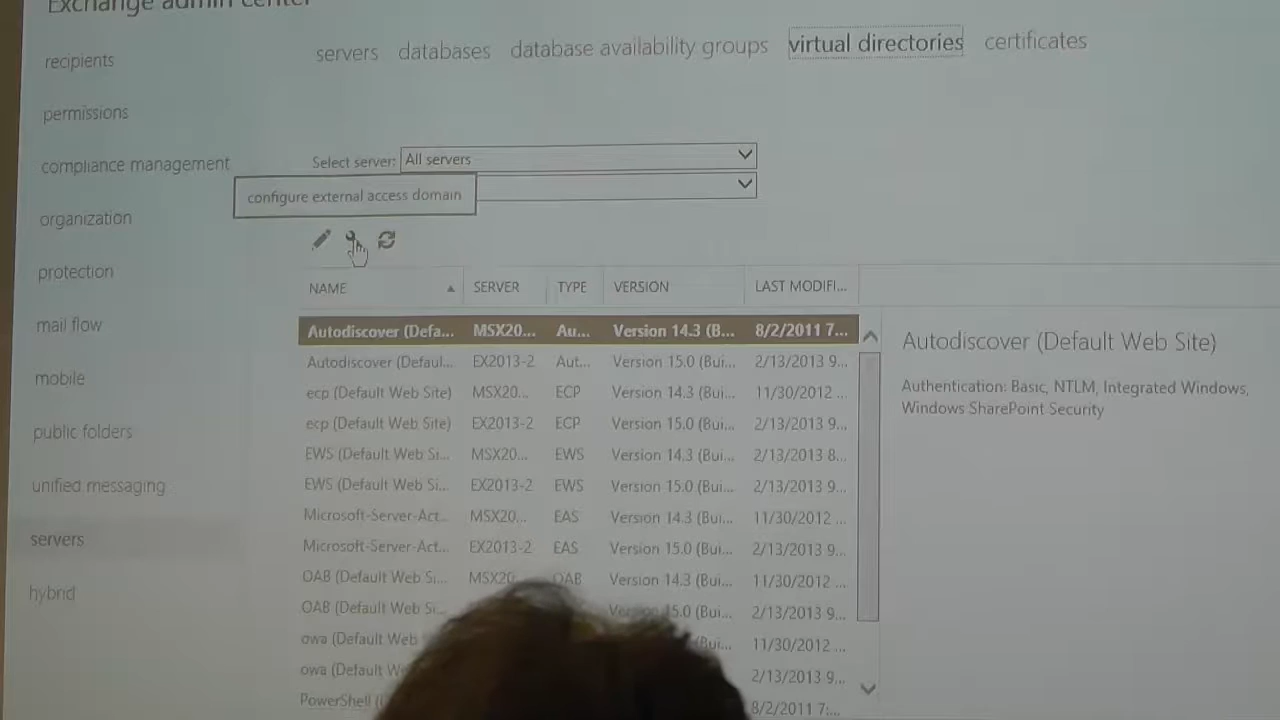 Exchange admin center
recipients
permissions
compliance management
organization
protection
mail flow
mobile
public folders
unified messaging
servers
hybrid
servers databases database availability groups virtual directories certificates
Select server: All servers
configure external access domain
NAME SERVER TYPE VERSION LAST MODIFI...
Autodiscover (Defa... MSX20... Au... Version 14.3 (B... 8/2/2011 7...
Autodiscover (Defaul... EX2013-2 Aut... Version 15.0 (Bui... 2/13/2013 9...
ecp (Default Web Site) MSX20... ECP Version 14.3 (Bui... 11/30/2012 ...
ecp (Default Web Site) EX2013-2 ECP Version 15.0 (Bui... 2/13/2013 9...
EWS (Default Web Si... MSX20... EWS Version 14.3 (Bui... 2/13/2013 8...
EWS (Default Web Si... EX2013-2 EWS Version 15.0 (Bui... 2/13/2013 9...
Microsoft-Server-Act... MSX20... EAS Version 14.3 (Bui... 11/30/2012 ...
Microsoft-Server-Act... EX2013-2 EAS Version 15.0 (Bui... 2/13/2013 9...
OAB (Default Web Si... MSX20 OAB Version 14.3 (Bui... 11/30/2012 ...
OAB (Default Web Si... Version 15.0 (Bui... 2/13/2013 9...
owa (Default Web (Bui... 11/30/2012 ...
owa (Default We 2/13/2013 9...
PowerShell ( 8/2/2011 7:...
Autodiscover (Default Web Site)
Authentication: Basic, NTLM, Integrated Windows,
Windows SharePoint Security